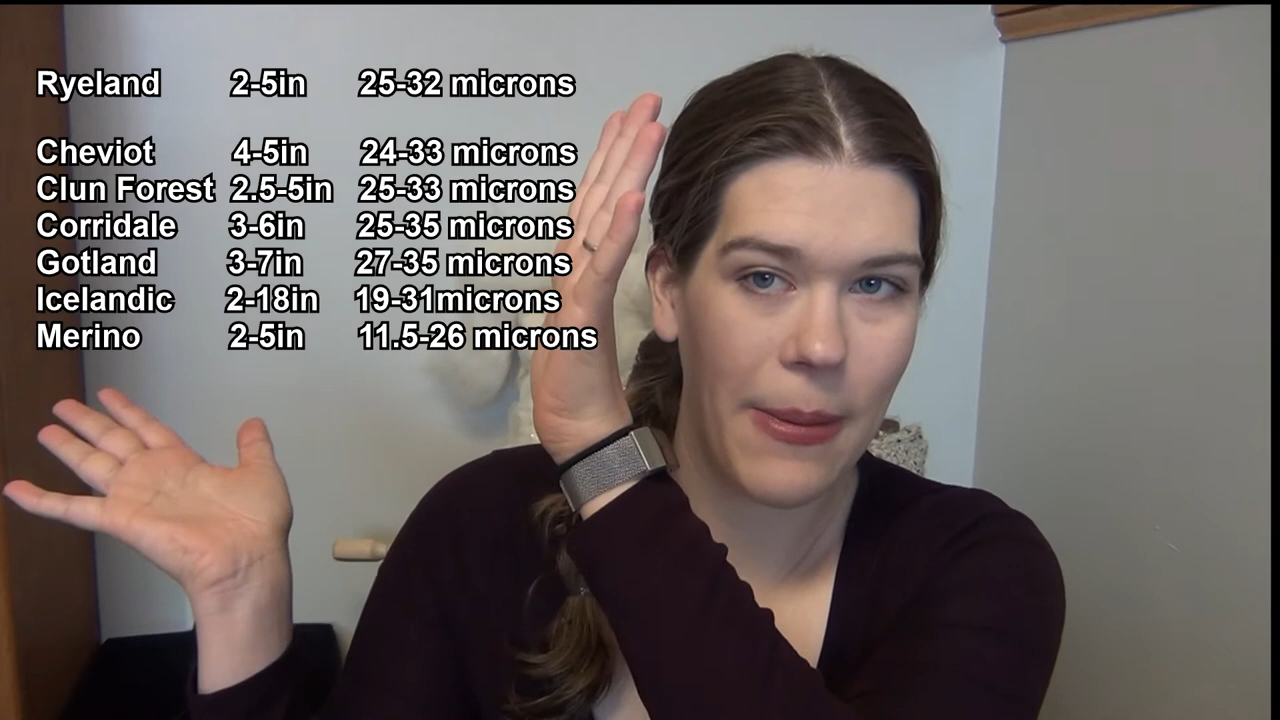 Ryeland 2-5in 25-32 microns
Cheviot 4-5in 24-33 microns
Clun Forest 2.5-5in 25-33 microns
Corridale 3-6in 25-35 microns
Gotland 3-7in 27-35 microns
Icelandic 2-18in 19-31microns
Merino 2-5in 11.5-26 microns